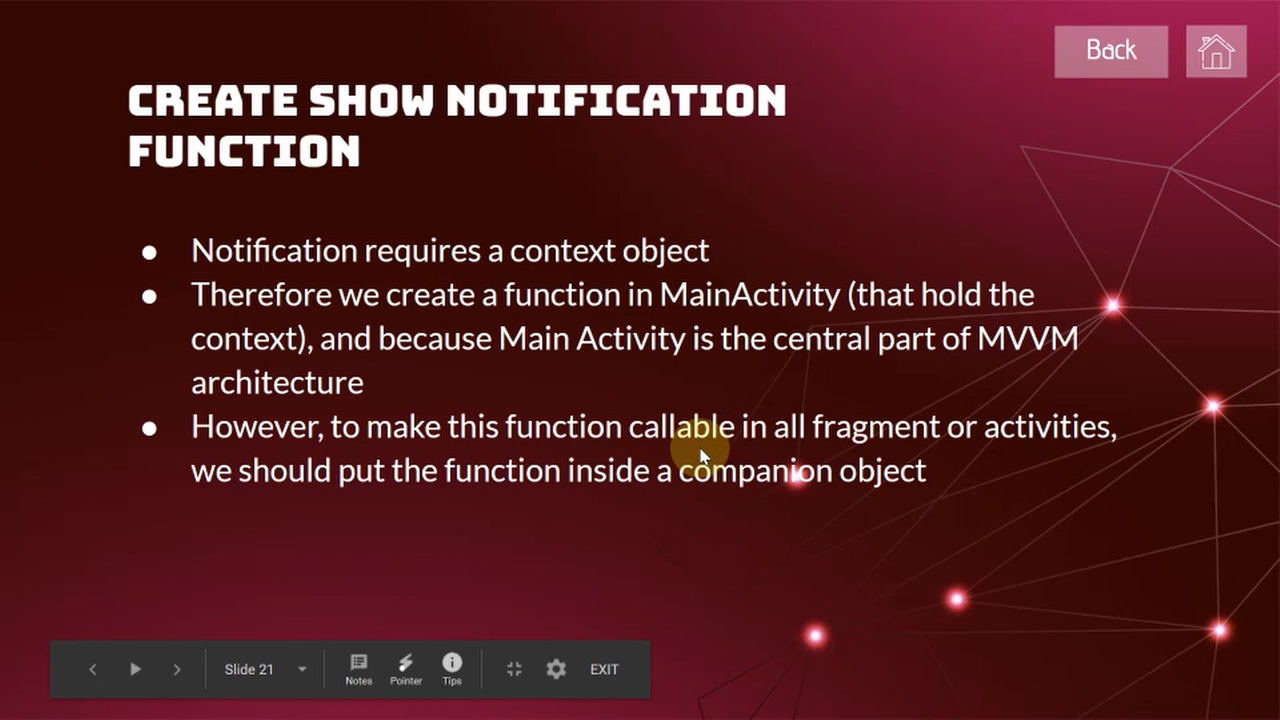 Back
CREATE SHOW NOTIFICATION
FUNCTION
● Notification requires a context object
● Therefore we create a function in MainActivity (that hold the
context), and because Main Activity is the central part of MVVM
architecture
● However, to make this function callable in all fragment or activities,
we should put the function inside a companion object
Slide 21
Notes
Pointer
Tips
EXIT